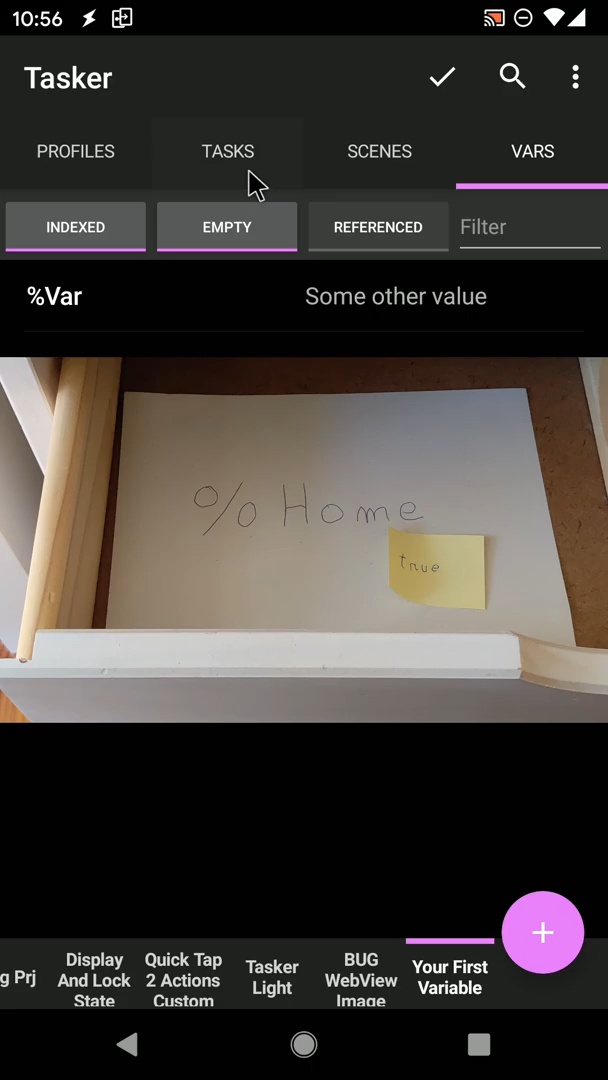 10:56
Tasker
PROFILES TASKS SCENES VARS
INDEXED EMPTY REFERENCED Filter
%Var Some other value
% Home
true
g Prj
Display
And Lock
State
Quick Tap
2 Actions
Custom
Tasker
Light
BUG
WebView
Image
Your First
Variable